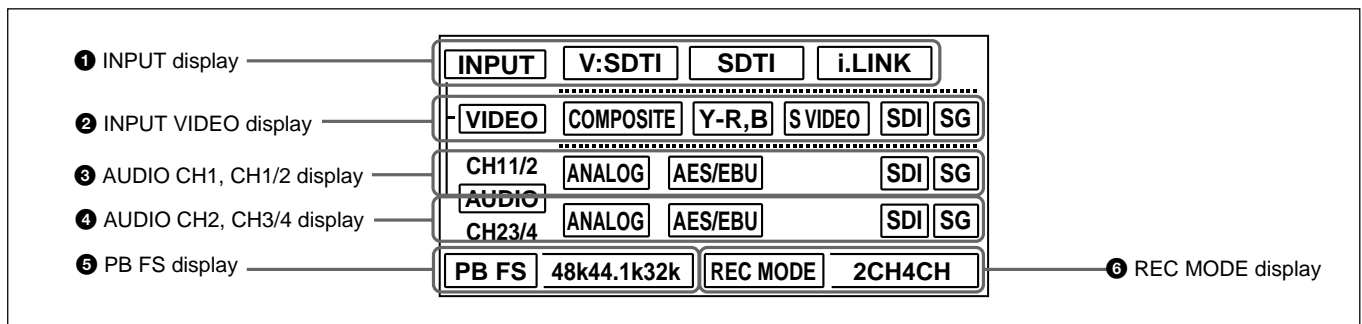 ❶ INPUT display
INPUT V:SDTI SDTI i.LINK
❷ INPUT VIDEO display
VIDEO COMPOSITE Y-R,B S VIDEO SDI SG
❸ AUDIO CH1, CH1/2 display
CH11/2 ANALOG AES/EBU SDI SG
AUDIO
❹ AUDIO CH2, CH3/4 display
CH23/4 ANALOG AES/EBU SDI SG
❺ PB FS display
PB FS 48k44.1k32k REC MODE 2CH4CH
❻ REC MODE display